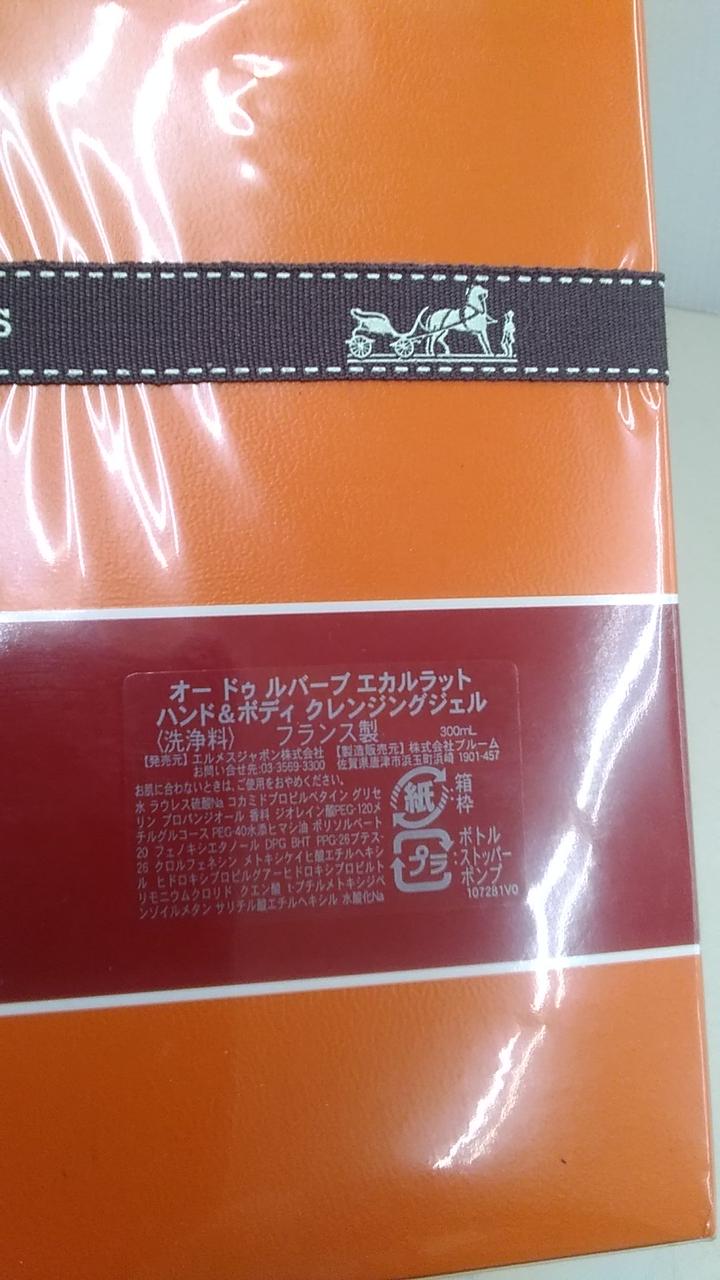 S
オー ドゥ ルバーブ エカルラット
ハンド&ボディ クレンジングジェル
〈洗浄料〉 フランス製 300mL
【発売元】エルメスジャポン株式会社 【製造販売元】株式会社ブルーム
お問い合せ先:03-3569-3300 佐賀県唐津市浜玉町浜崎 1901-457
お肌に合わないときは、ご使用をおやめください。
水 ラウレス硫酸Na コカミドプロピルベタイン グリセ
リン プロパンジオール 香料 ジオレイン酸PEG-120メ
チルグルコース PEG-40水添ヒマシ油 ポリソルベート
20 フェノキシエタノール DPG BHT PPG-26ブテス-
26 クロルフェネシン メトキシケイヒ酸エチルヘキシ
ル ヒドロキシプロピルグアーヒドロキシプロピルト
リモニウムクロリド クエン酸 t-ブチルメトキシジベ
ンゾイルメタン サリチル酸エチルヘキシル 水酸化Na
紙 :箱
枠
プラ :ボトル
ストッパー
ポンプ
107281V0